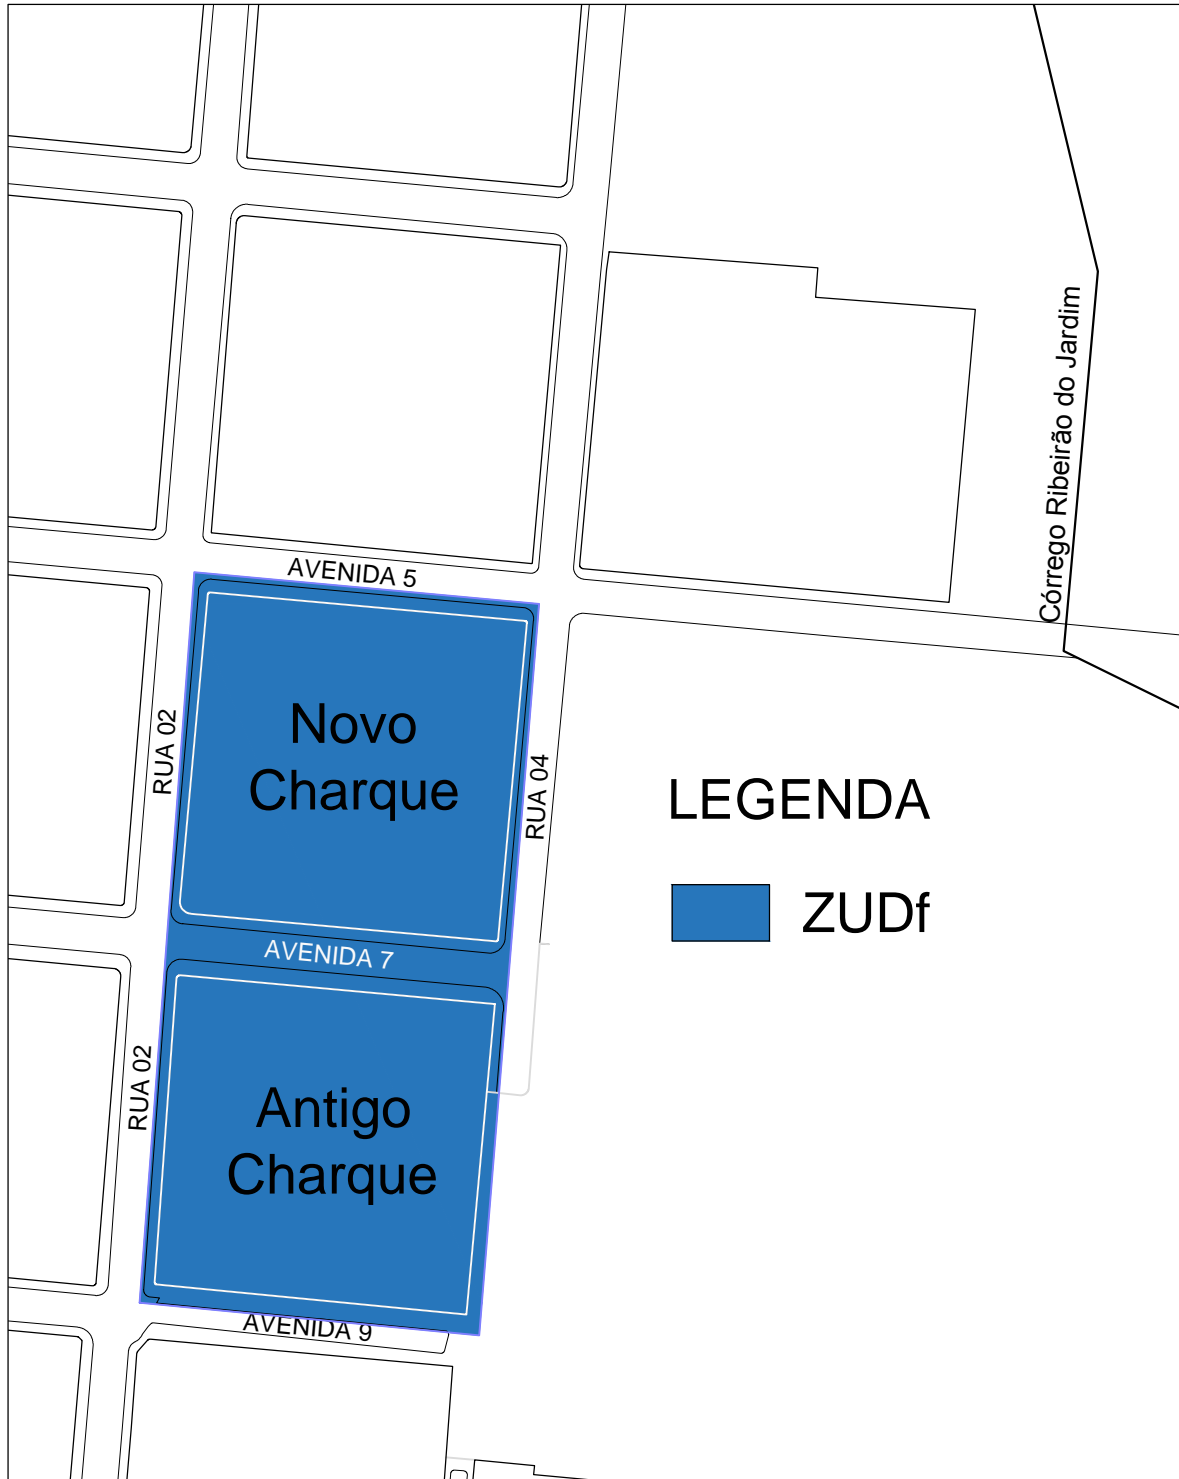 Córrego Ribeirão do Jardim
AVENIDA 5
RUA 02
Novo
Charque
RUA 04
LEGENDA
ZUDf
AVENIDA 7
RUA 02
Antigo
Charque
AVENIDA 9